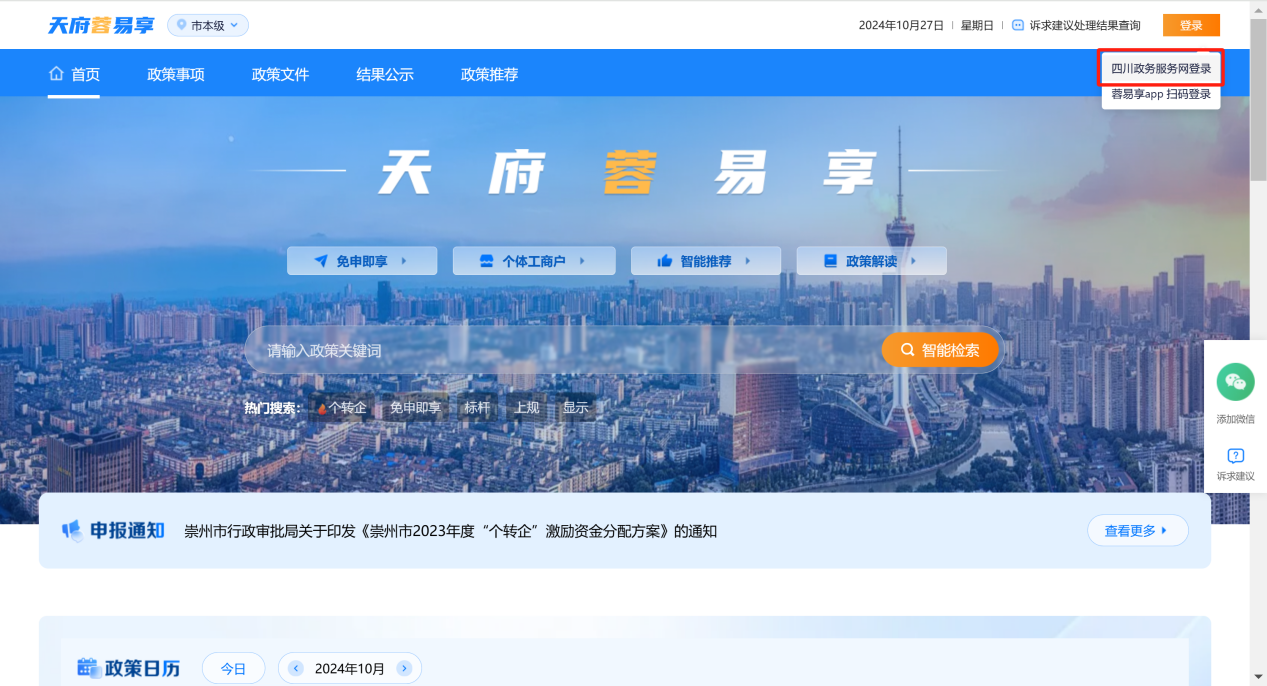 天府蓉易享 市本级 2024年10月27日 星期日 诉求建议处理结果查询 登录
首页 政策事项 政策文件 结果公示 政策推荐
四川政务服务网登录
蓉易享app 扫码登录
天府蓉易享
免申即享 个体工商户 智能推荐 政策解读
请输入政策关键词 智能检索
热门搜索: 个转企 免申即享 标杆 上规 显示
添加微信
诉求建议
申报通知 崇州市行政审批局关于印发《崇州市2023年度“个转企”激励资金分配方案》的通知 查看更多
政策日历 今日 2024年10月